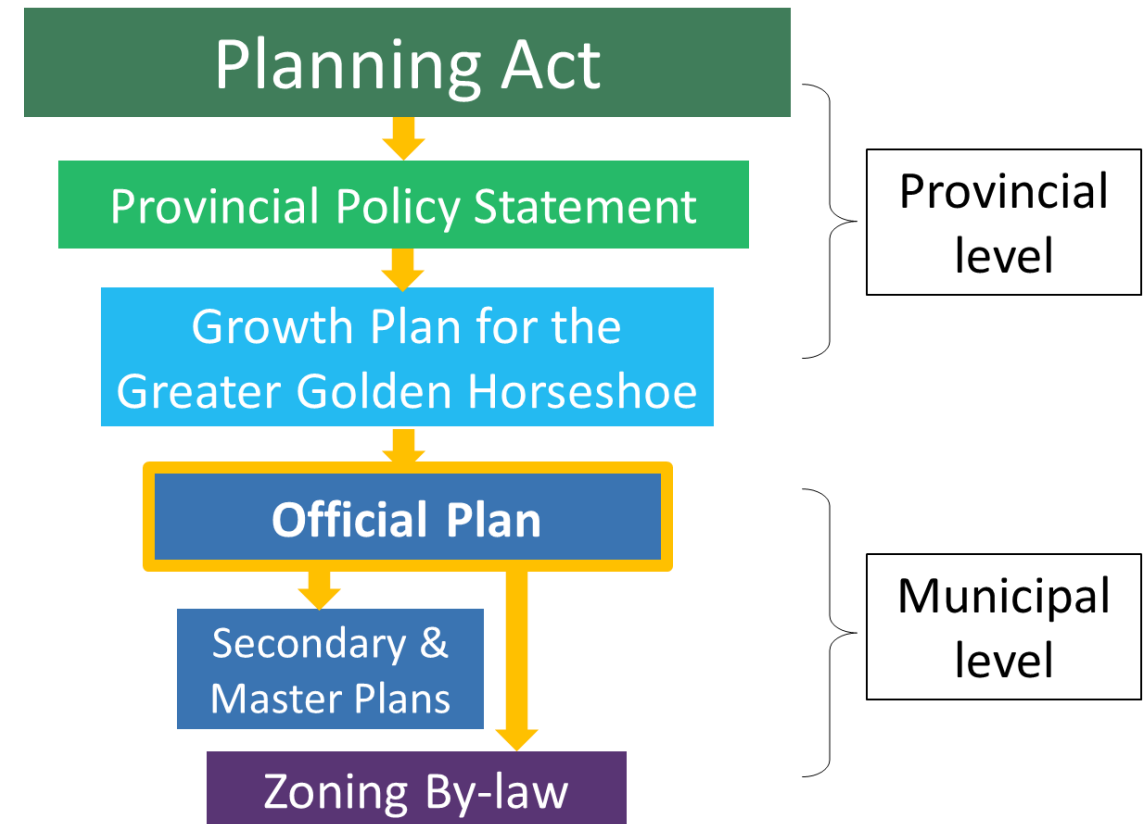 Planning Act
Provincial Policy Statement
Growth Plan for the
Greater Golden Horseshoe
Provincial
level
Official Plan
Secondary &
Master Plans
Zoning By-law
Municipal
level